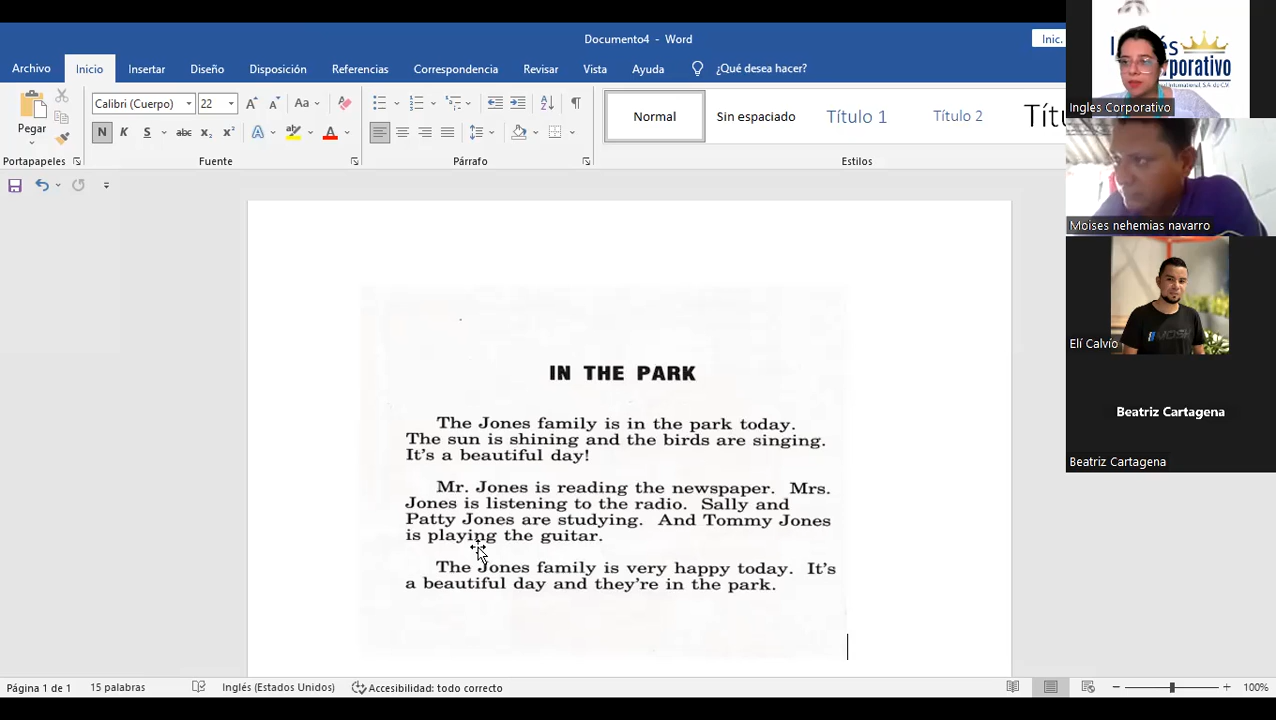 Documento4 - Word
Inic.
Archivo Inicio Insertar Diseño Disposición Referencias Correspondencia Revisar Vista Ayuda ¿Qué desea hacer?
Pegar
Calibri (Cuerpo) 22
Normal Sin espaciado Título 1 Título 2
Portapapeles Fuente Párrafo Estilos
IN THE PARK
The Jones family is in the park today.
The sun is shining and the birds are singing.
It's a beautiful day!
Mr. Jones is reading the newspaper. Mrs.
Jones is listening to the radio. Sally and
Patty Jones are studying. And Tommy Jones
is playing the guitar.
The Jones family is very happy today. It's
a beautiful day and they're in the park.
Ingles Corporativo
Moises nehemias navarro
Elí Calvío
Beatriz Cartagena
Beatriz Cartagena
Página 1 de 1 15 palabras Inglés (Estados Unidos) Accesibilidad: todo correcto 100%